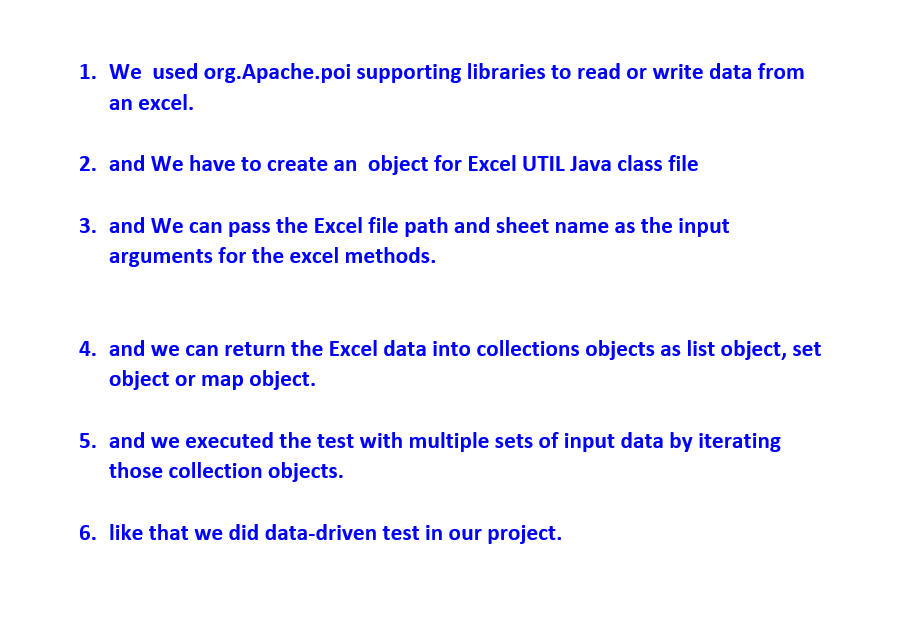 1. We  used org.Apache.poi supporting libraries to read or write data from
an excel.
2. and We have to create an  object for Excel UTIL Java class file
3. and We can pass the Excel file path and sheet name as the input
arguments for the excel methods.
4. and we can return the Excel data into collections objects as list object, set
object or map object.
5. and we executed the test with multiple sets of input data by iterating
those collection objects.
6. like that we did data-driven test in our project.